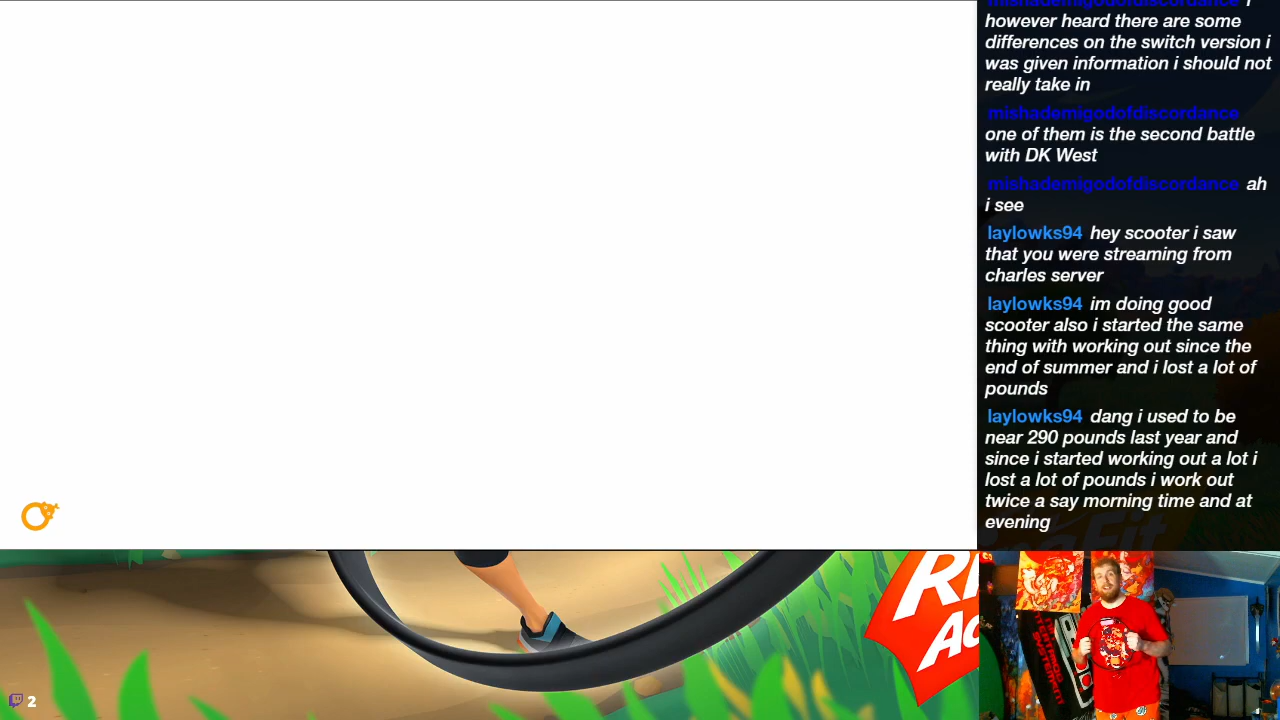 mishademigodofdiscordance i
however heard there are some
differences on the switch version i
was given information i should not
really take in
mishademigodofdiscordance
one of them is the second battle
with DK West
mishademigodofdiscordance ah
i see
laylowks94 hey scooter i saw
that you were streaming from
charles server
laylowks94 im doing good
scooter also i started the same
thing with working out since the
end of summer and i lost a lot of
pounds
laylowks94 dang i used to be
near 290 pounds last year and
since i started working out a lot i
lost a lot of pounds i work out
twice a say morning time and at
evening
2